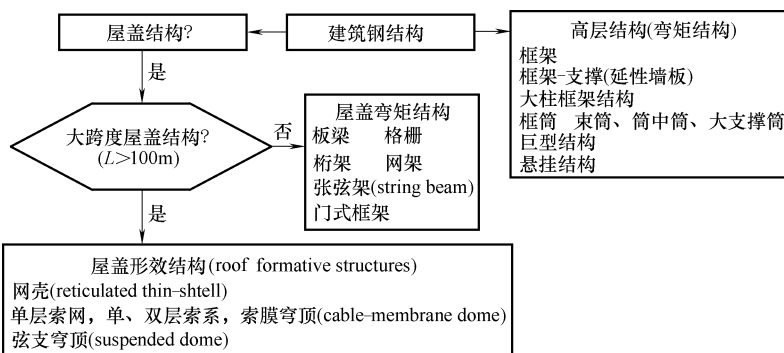 屋盖结构?
建筑钢结构
高层结构(弯矩结构)
框架
框架-支撑(延性墙板)
大柱框架结构
框筒 束筒、筒中筒、大支撑筒
巨型结构
悬挂结构
是
大跨度屋盖结构?
(L>100m)
否
屋盖弯矩结构
板梁 格栅
桁架 网架
张弦架(string beam)
门式框架
是
屋盖形效结构(roof formative structures)
网壳(reticulated thin-shtell)
单层索网，单、双层索系，索膜穹顶(cable-membrane dome)
弦支穹顶(suspended dome)